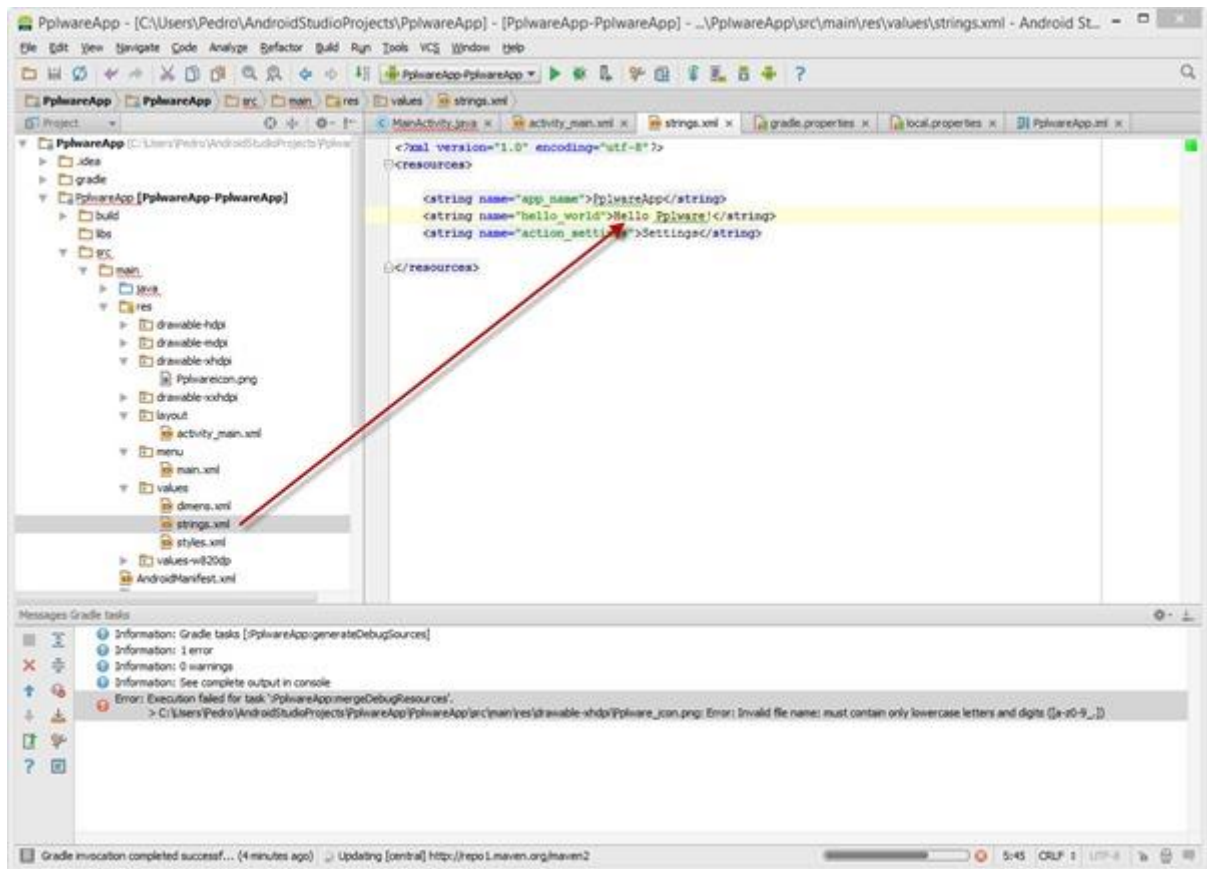 PplwareApp - [C:\Users\Pedro\AndroidStudioProjects\PplwareApp] - [PplwareApp-PplwareApp] - ...\PplwareApp\src\main\res\values\strings.xml - Android St...
File Edit View Navigate Code Analyze Refactor Build Run Tools VCS Window Help
PplwareApp-PplwareApp
PplwareApp PplwareApp src main res values strings.xml
Project
MainActivity.java activity_main.xml strings.xml gradle.properties local.properties PplwareApp.iml
PplwareApp (C:\Users\Pedro\AndroidStudioProjects\Pplwar
.idea
gradle
PplwareApp [PplwareApp-PplwareApp]
build
libs
src
main
java
res
drawable-hdpi
drawable-mdpi
drawable-xhdpi
Pplwareicon.png
drawable-xxhdpi
layout
activity_main.xml
menu
main.xml
values
dimens.xml
strings.xml
styles.xml
values-w820dp
AndroidManifest.xml
<?xml version="1.0" encoding="utf-8"?>
<resources>
<string name="app_name">PplwareApp</string>
<string name="hello_world">Hello Pplware!</string>
<string name="action_settings">Settings</string>
</resources>
Messages Gradle tasks
Information: Gradle tasks [:PplwareApp:generateDebugSources]
Information: 1 error
Information: 0 warnings
Information: See complete output in console
Error: Execution failed for task ':PplwareApp:mergeDebugResources'.
> C:\Users\Pedro\AndroidStudioProjects\PplwareApp\PplwareApp\src\main\res\drawable-xhdpi\Pplware_icon.png: Error: Invalid file name: must contain only lowercase letters and digits ([a-z0-9_.])
Gradle invocation completed successf... (4 minutes ago) Updating [central] http://repo1.maven.org/maven2 5:45 CRLF UTF-8